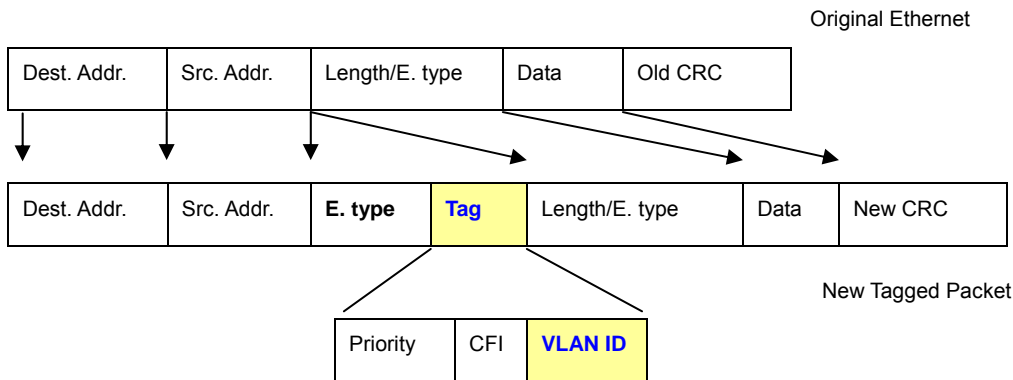 Original Ethernet
Dest. Addr. Src. Addr. Length/E. type Data Old CRC
Dest. Addr. Src. Addr. E. type Tag Length/E. type Data New CRC
New Tagged Packet
Priority CFI VLAN ID